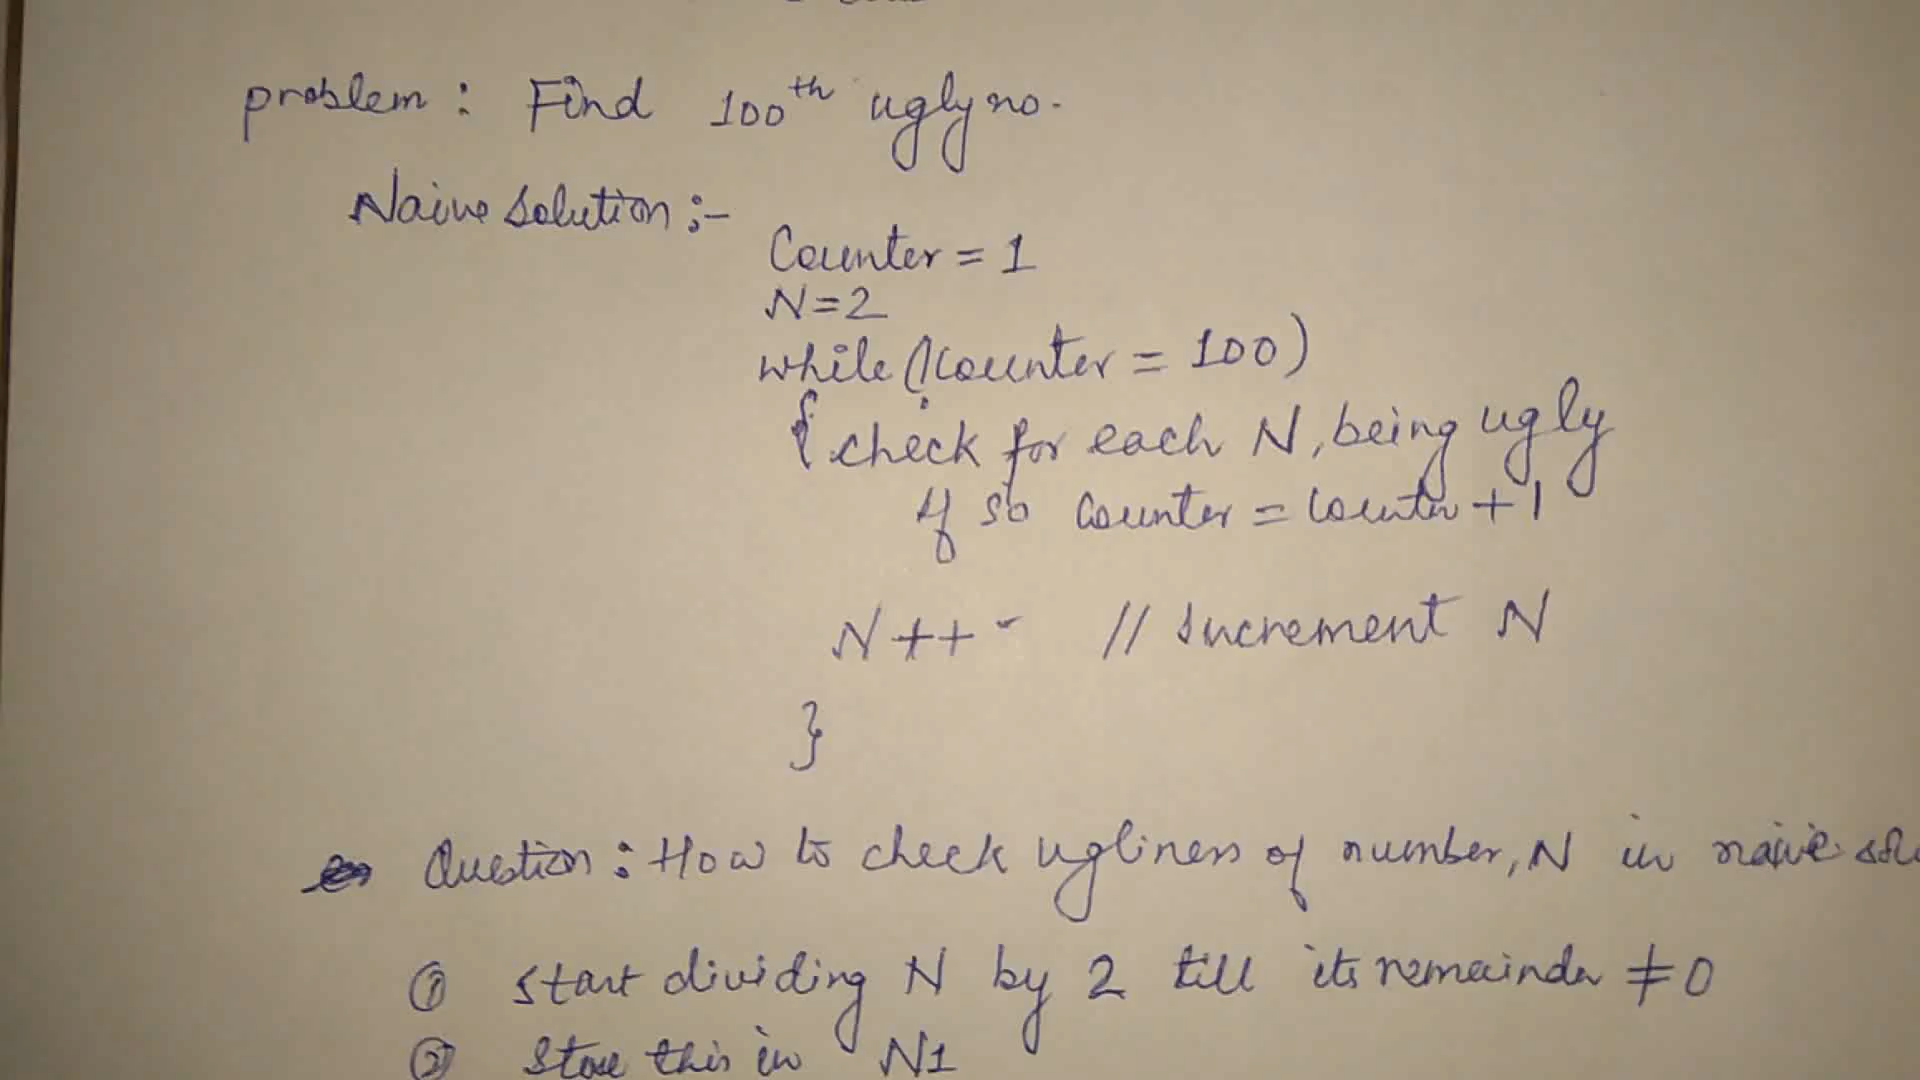 problem: Find 100th ugly no.
Naive solution :-
Counter = 1
N=2
while (!counter = 100)
{ check for each N, being ugly
if so counter = counter + 1
N++ // increment N
}
Question: How to check ugliness of number, N in naive
① start dividing N by 2 till its remainder ≠ 0
② store this in N1